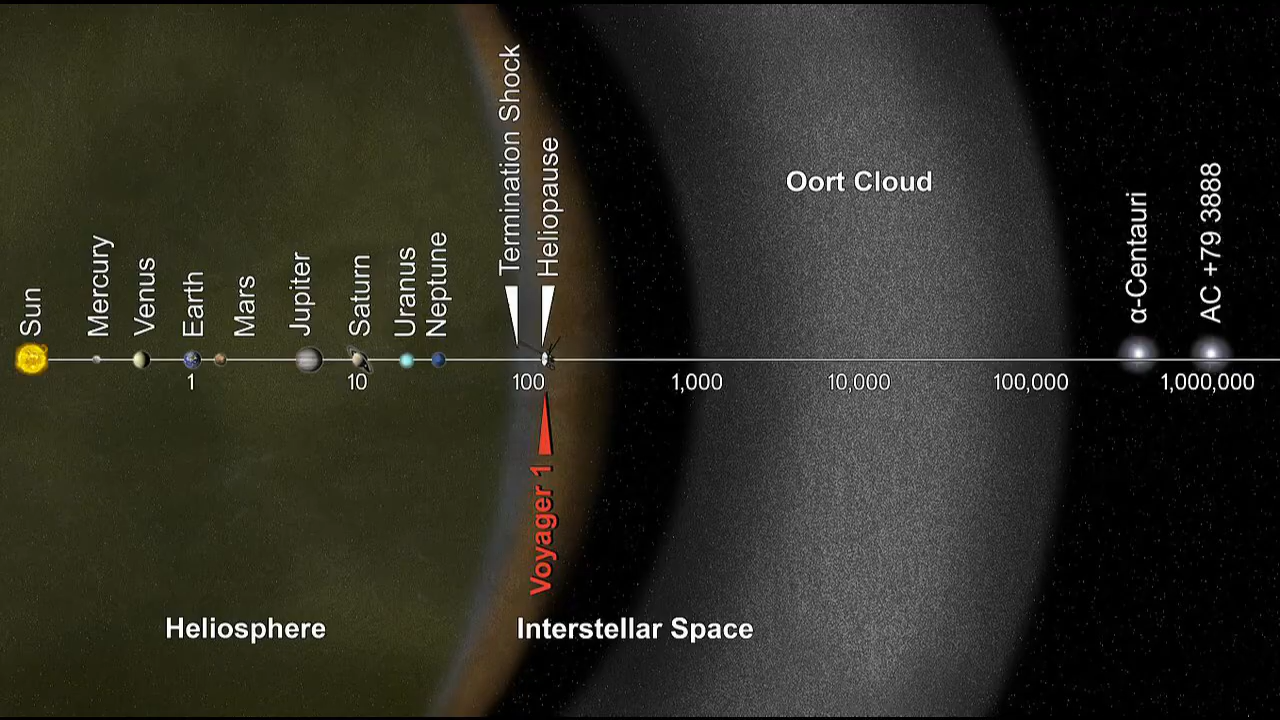 Sun
Mercury
Venus
Earth
Mars
Jupiter
Saturn
Uranus
Neptune
Termination Shock
Heliopause
Oort Cloud
α-Centauri
AC +79 3888
1
10
100
1,000
10,000
100,000
1,000,000
Voyager 1
Heliosphere
Interstellar Space